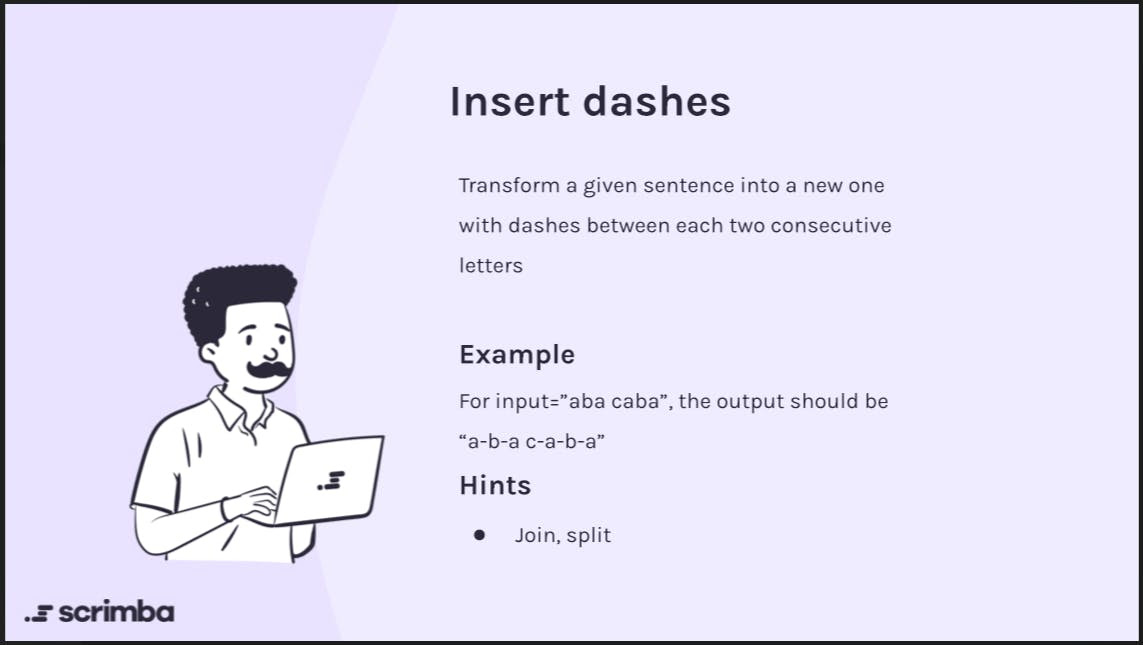 Insert dashes
Transform a given sentence into a new one
with dashes between each two consecutive
letters
Example
For input=”aba caba”, the output should be
“a-b-a c-a-b-a”
Hints
● Join, split
scrimba